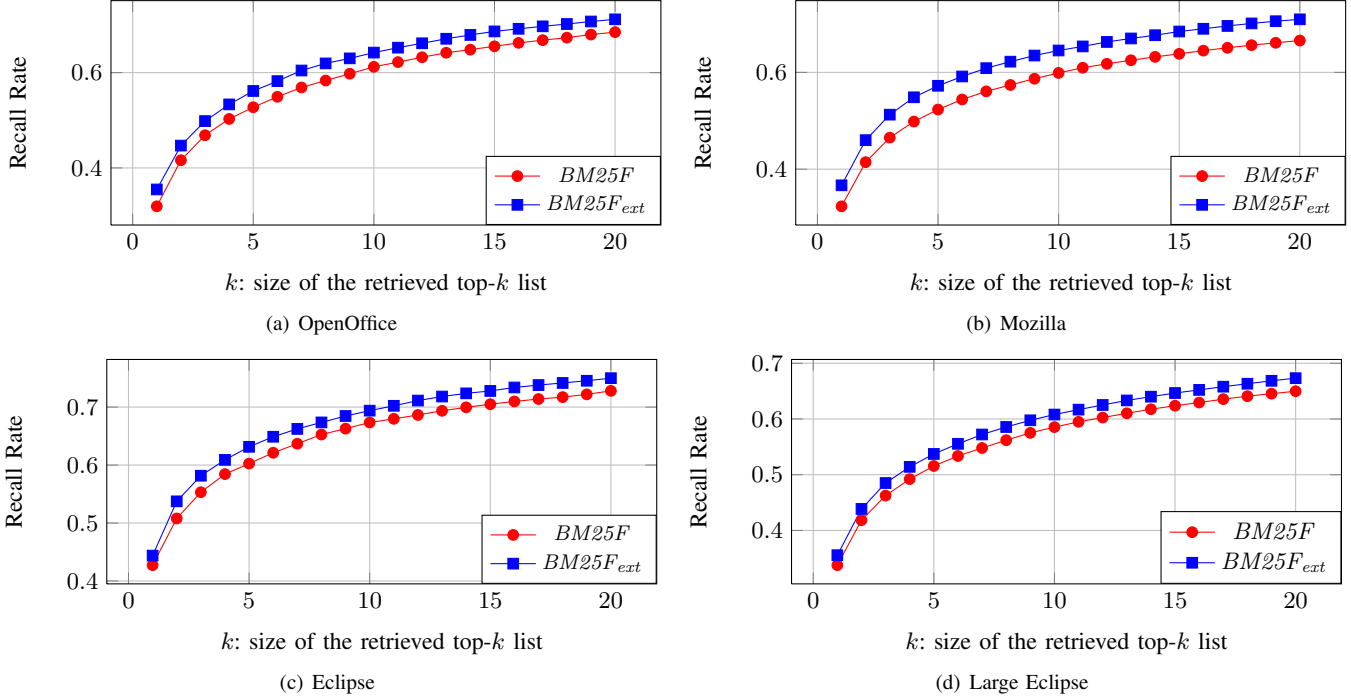 0.6
0.4
Recall Rate
BM25F
BM25F_ext
0 5 10 15 20
k: size of the retrieved top-k list
(a) OpenOffice
0.6
0.4
Recall Rate
BM25F
BM25F_ext
0 5 10 15 20
k: size of the retrieved top-k list
(b) Mozilla
0.7
0.6
0.5
0.4
Recall Rate
BM25F
BM25F_ext
0 5 10 15 20
k: size of the retrieved top-k list
(c) Eclipse
0.7
0.6
0.5
0.4
Recall Rate
BM25F
BM25F_ext
0 5 10 15 20
k: size of the retrieved top-k list
(d) Large Eclipse